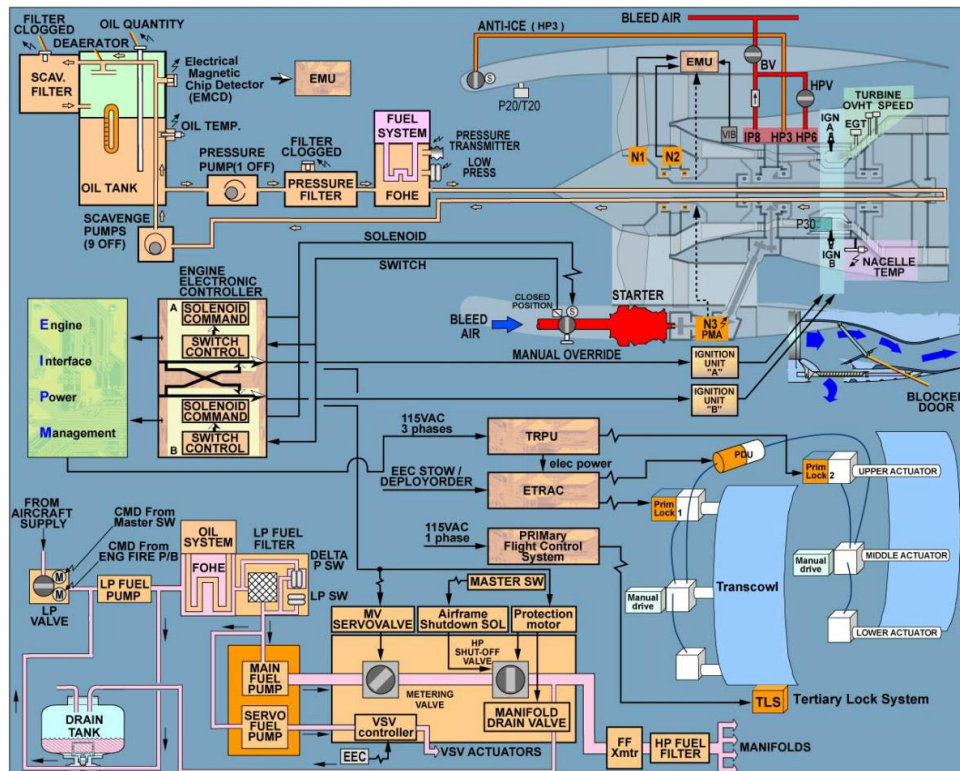 FILTER
CLOGGED
OIL QUANTITY
DEAERATOR
SCAV.
FILTER
Electrical
Magnetic
Chip Detector
(EMCD)
EMU
OIL TEMP.
OIL TANK
PRESSURE
PUMP(1 OFF)
FILTER
CLOGGED
PRESSURE
FILTER
FUEL
SYSTEM
FOHE
PRESSURE
TRANSMITTER
LOW
PRESS
SCAVENGE
PUMPS
(9 OFF)
ANTI-ICE ( HP3 )
BLEED AIR
EMU
BV
HPV
S
P20/T20
VIB
IP8
HP3
HP6
IGN
A
TURBINE
OVHT SPEED
EGT
N1
N2
P30
IGN
B
NACELLE
TEMP
SOLENOID
SWITCH
ENGINE
ELECTRONIC
CONTROLLER
A
SOLENOID
COMMAND
SWITCH
CONTROL
SOLENOID
COMMAND
SWITCH
CONTROL
B
Engine
Interface
Power
Management
CLOSED
POSITION
S
STARTER
BLEED
AIR
N3
PMA
MANUAL OVERRIDE
IGNITION
UNIT
"A"
IGNITION
UNIT
"B"
BLOCKER
DOOR
115VAC
3 phases
TRPU
elec power
EEC STOW /
DEPLOYORDER
ETRAC
115VAC
1 phase
PRIMary
Flight Control
System
PDU
Prim
Lock 1
Prim
Lock 2
UPPER ACTUATOR
Manual
drive
MIDDLE ACTUATOR
Manual
drive
Transcowl
LOWER ACTUATOR
TLS
Tertiary Lock System
FROM
AIRCRAFT
SUPPLY
CMD From
Master SW
CMD From
ENG FIRE P/B
M
M
LP
VALVE
LP FUEL
PUMP
OIL
SYSTEM
FOHE
LP FUEL
FILTER
DELTA
P SW
LP SW
MASTER SW
MV
SERVOVALVE
Airframe
Shutdown SOL
Protection
motor
HP
SHUT-OFF
VALVE
METERING
VALVE
MAIN
FUEL
PUMP
SERVO
FUEL
PUMP
MANIFOLD
DRAIN VALVE
VSV
controller
EEC
VSV ACTUATORS
DRAIN
TANK
FF
Xmtr
HP FUEL
FILTER
MANIFOLDS